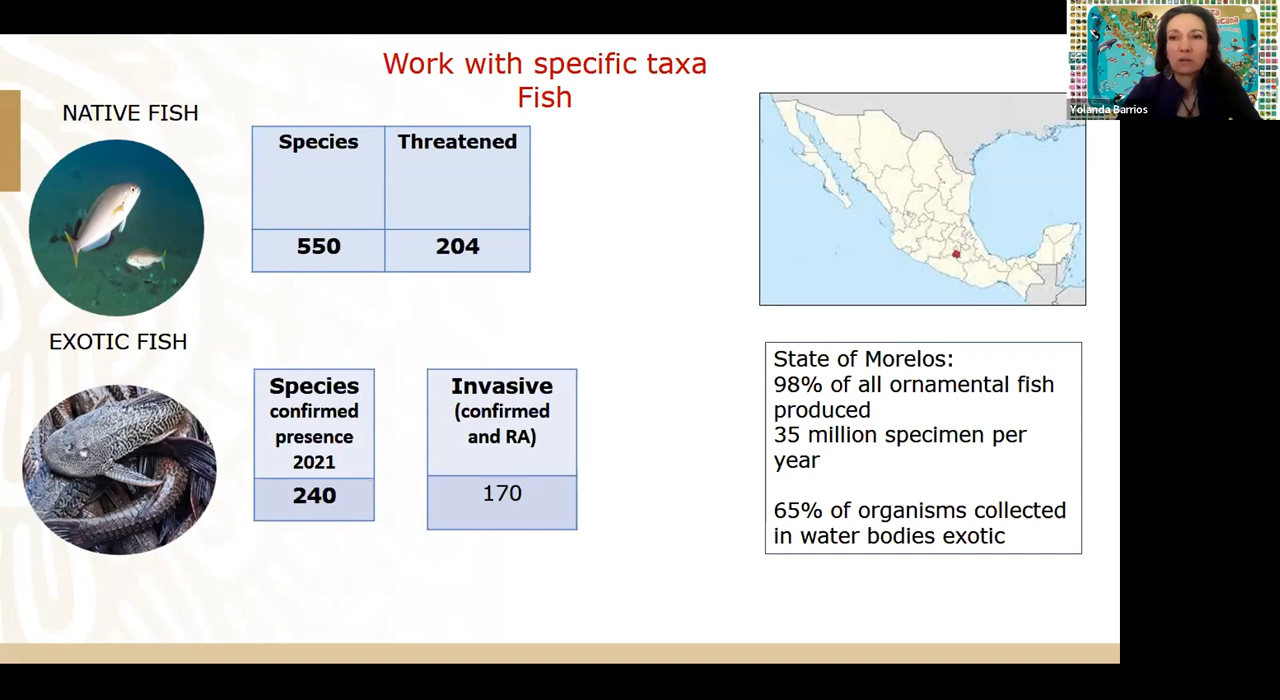 Work with specific taxa
Fish
NATIVE FISH
Species
Threatened
550
204
EXOTIC FISH
Species
confirmed
presence
2021
240
Invasive
(confirmed
and RA)
170
State of Morelos:
98% of all ornamental fish
produced
35 million specimen per
year
65% of organisms collected
in water bodies exotic
Yolanda Barrios